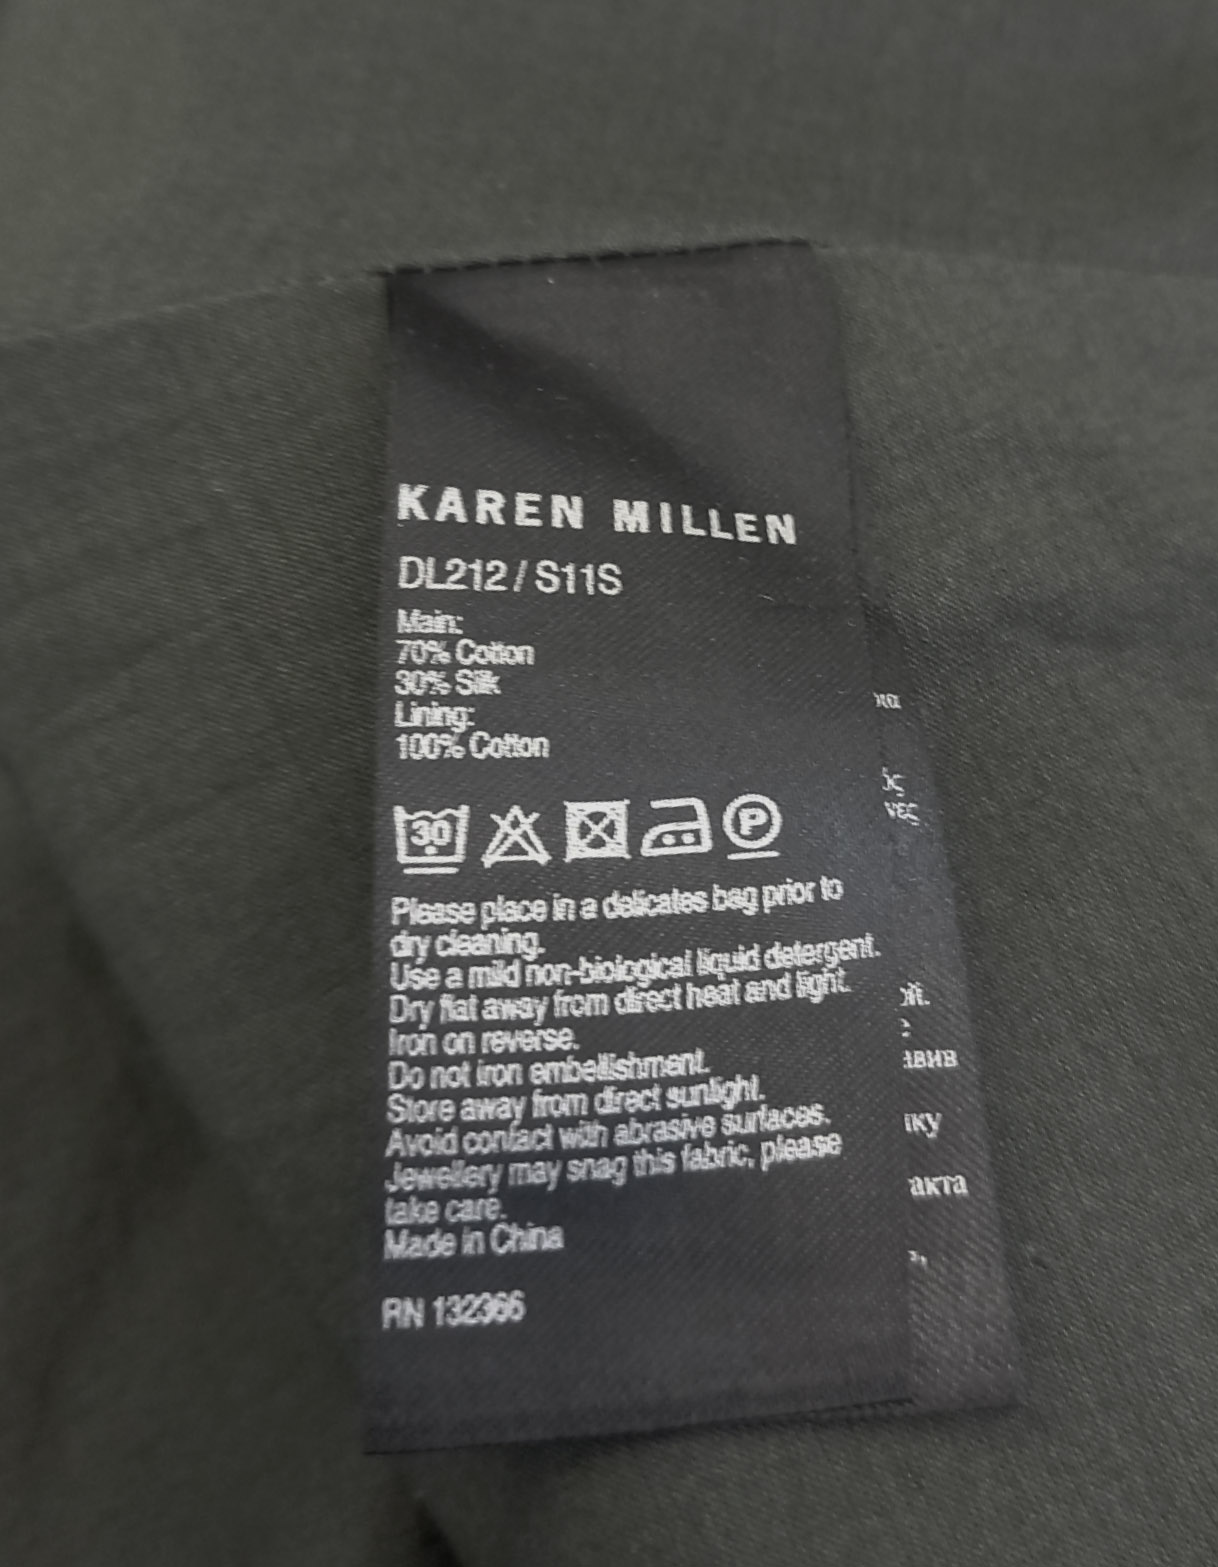 KAREN MILLEN
DL212 / S11S
Main:
70% Cotton
30% Silk
Lining:
100% Cotton
30
P
Please place in a delicates bag prior to
dry cleaning.
Use a mild non-biological liquid detergent.
Dry flat away from direct heat and light.
Iron on reverse.
Do not iron embellishment.
Store away from direct sunlight.
Avoid contact with abrasive surfaces.
Jewellery may snag this fabric, please
take care.
Made in China
RN 132366